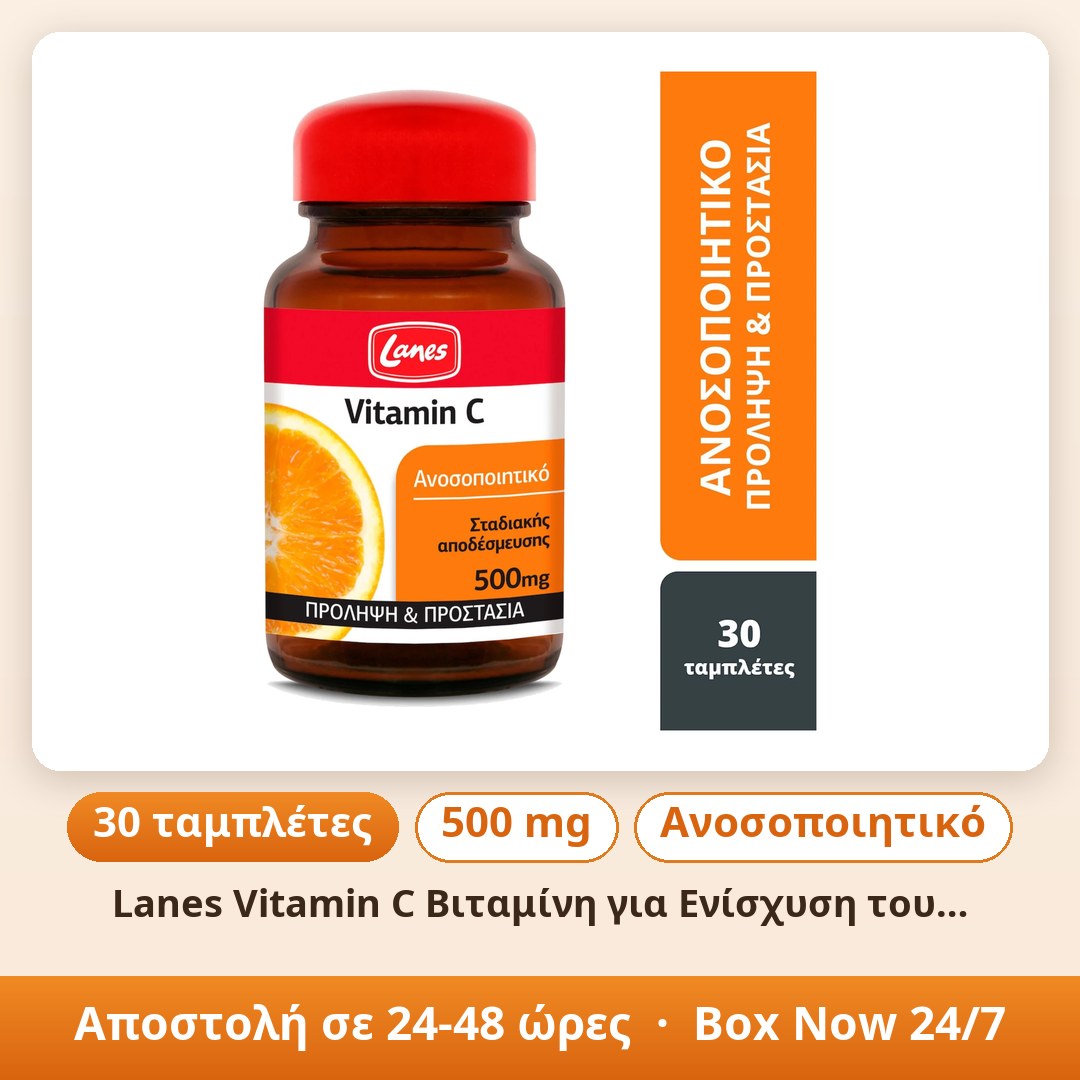 Lanes
Vitamin C
Ανοσοποιητικό
Σταδιακής
αποδέσμευσης
500mg
ΠΡΟΛΗΨΗ & ΠΡΟΣΤΑΣΙΑ
ΑΝΟΣΟΠΟΙΗΤΙΚΟ
ΠΡΟΛΗΨΗ & ΠΡΟΣΤΑΣΙΑ
30
ταμπλέτες
30 ταμπλέτες
500 mg
Ανοσοποιητικό
Lanes Vitamin C Βιταμίνη για Ενίσχυση του...
Αποστολή σε 24-48 ώρες · Box Now 24/7